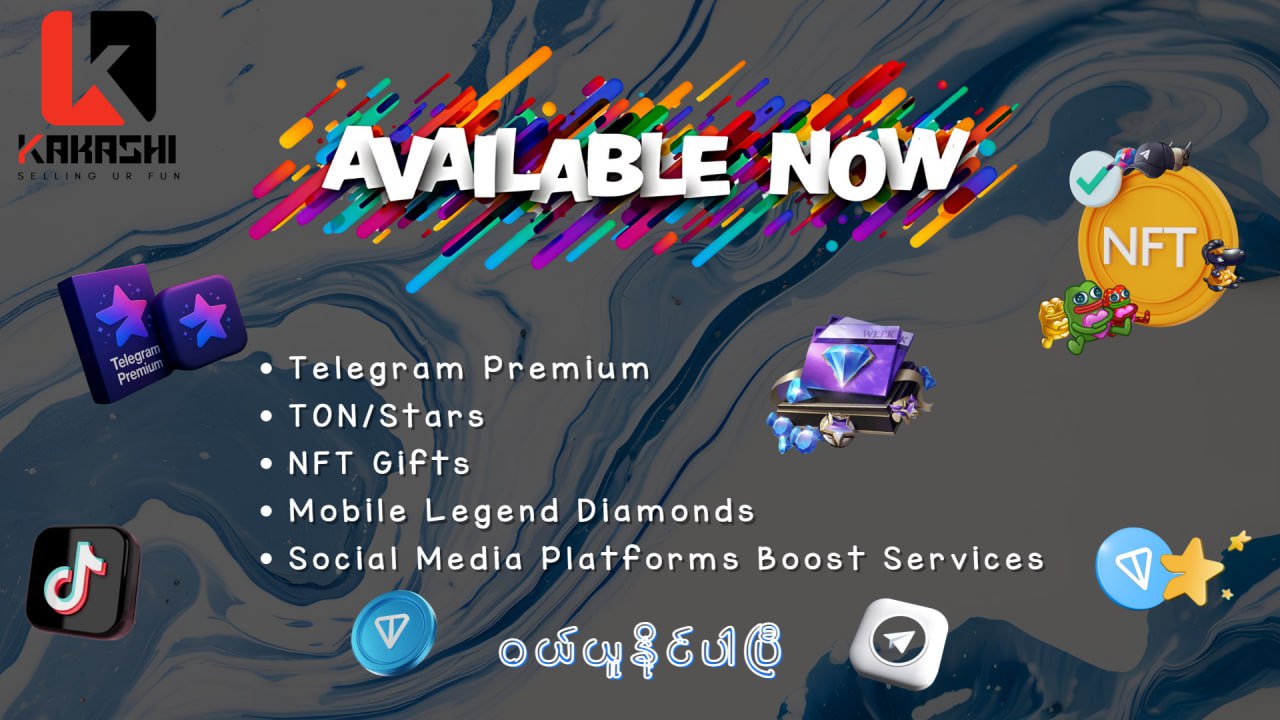 KAKASHI
SELLING UR FUN
AVAILABLE NOW
NFT
Telegram
Premium
WEEK
• Telegram Premium
• TON/Stars
• NFT Gifts
• Mobile Legend Diamonds
• Social Media Platforms Boost Services
ဝယ်ယူနိုင်ပါပြီ